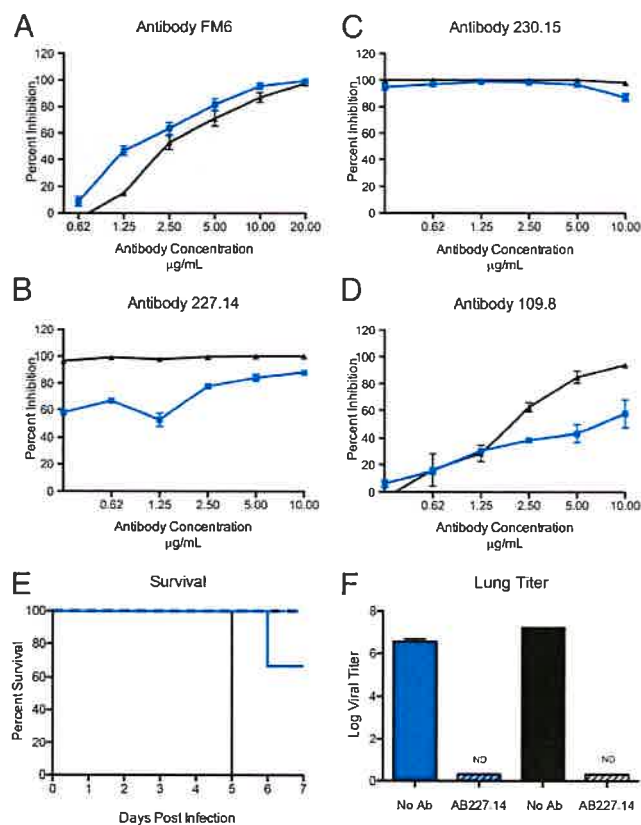 A
Antibody FM6
Percent Inhibition
120
100
80
60
40
20
0
0.62 1.25 2.50 5.00 10.00 20.00
Antibody Concentration
µg/mL
C
Antibody 230.15
Percent Inhibition
120
100
80
60
40
20
0
0.62 1.25 2.50 5.00 10.00
Antibody Concentration
µg/mL
B
Antibody 227.14
Percent Inhibition
120
100
80
60
40
20
0
0.62 1.25 2.50 5.00 10.00
Antibody Concentration
µg/mL
D
Antibody 109.8
Percent Inhibition
120
100
80
60
40
20
0
0.62 1.25 2.50 5.00 10.00
Antibody Concentration
µg/mL
E
Survival
Percent Survival
100
80
60
40
20
0
0 1 2 3 4 5 6 7
Days Post Infection
F
Lung Titer
Log Viral Titer
8
6
4
2
0
ND
ND
No Ab AB227.14 No Ab AB227.14